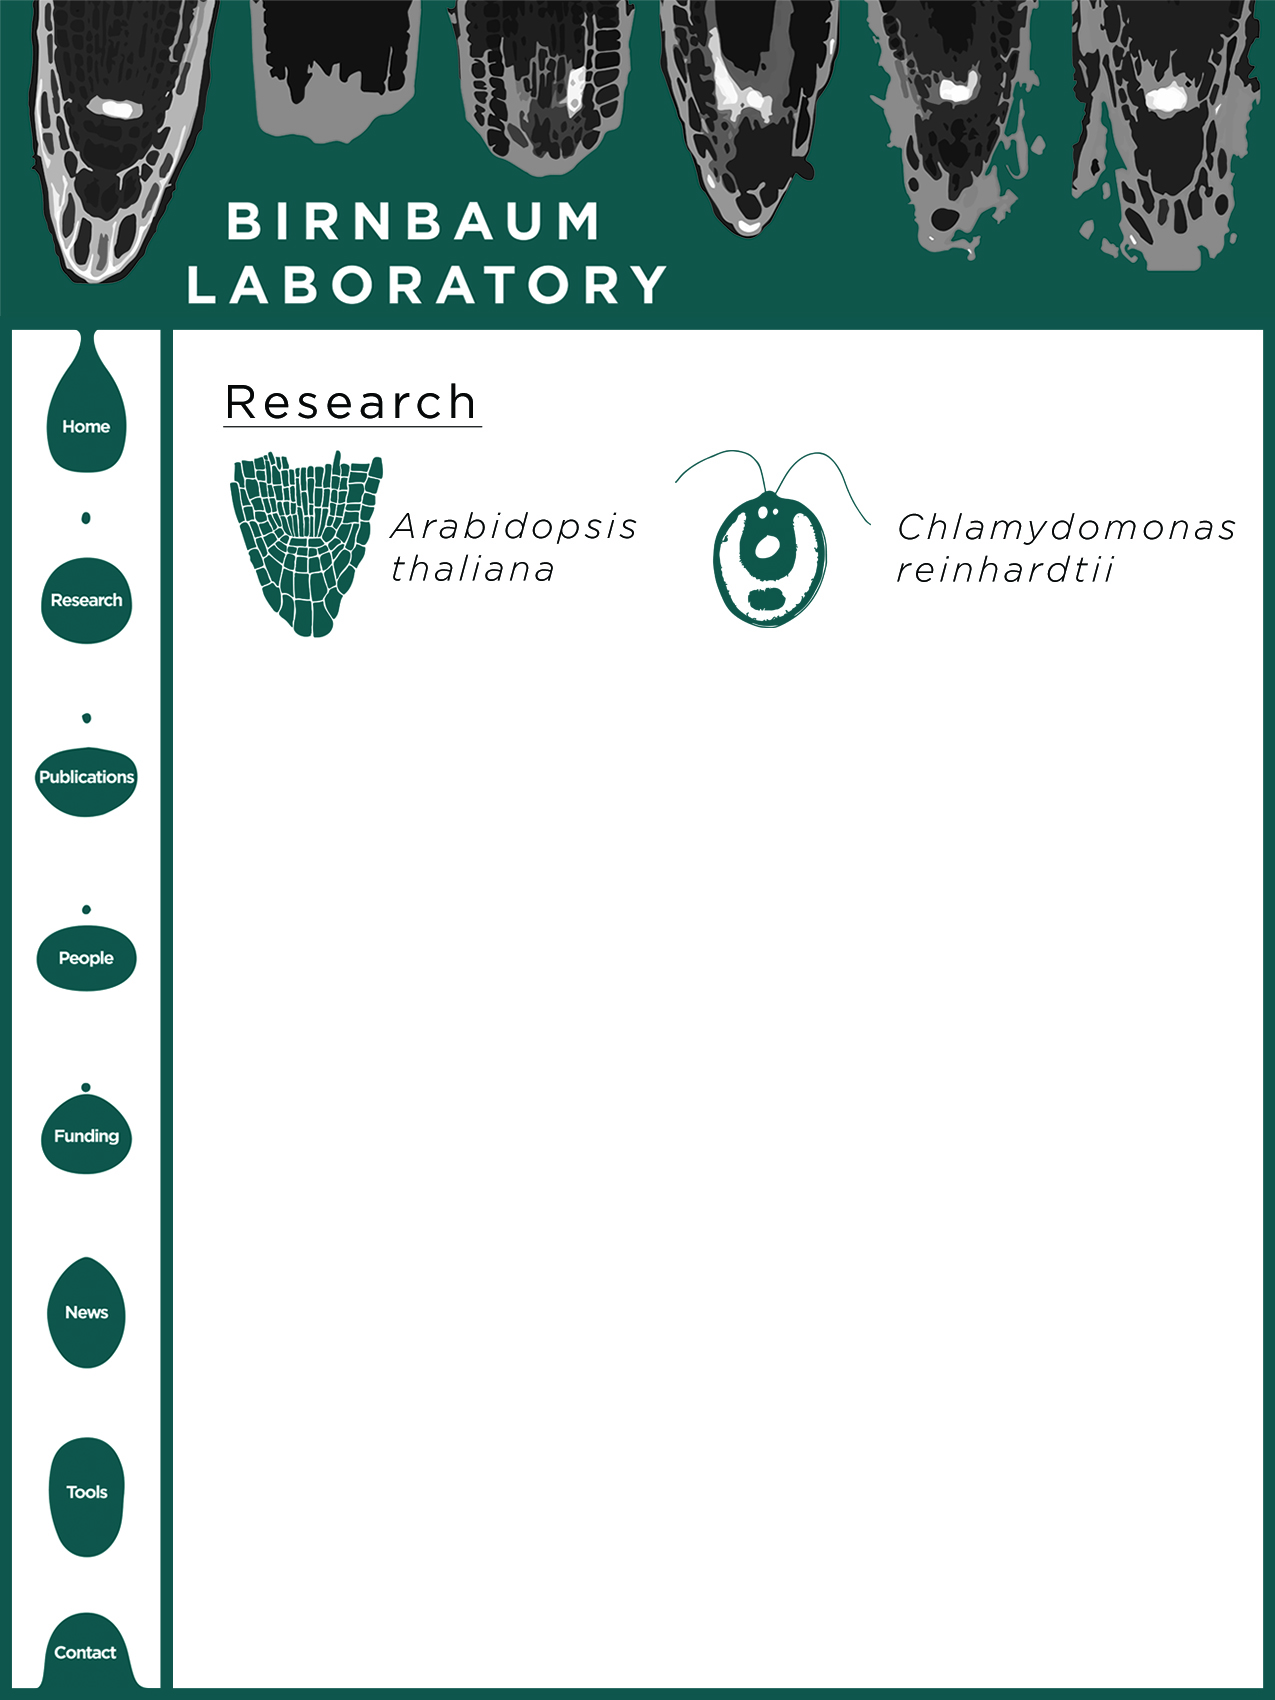 BIRNBAUM
LABORATORY
Home
Research
Publications
People
Funding
News
Tools
Contact
Research
Arabidopsis
thaliana
Chlamydomonas
reinhardtii